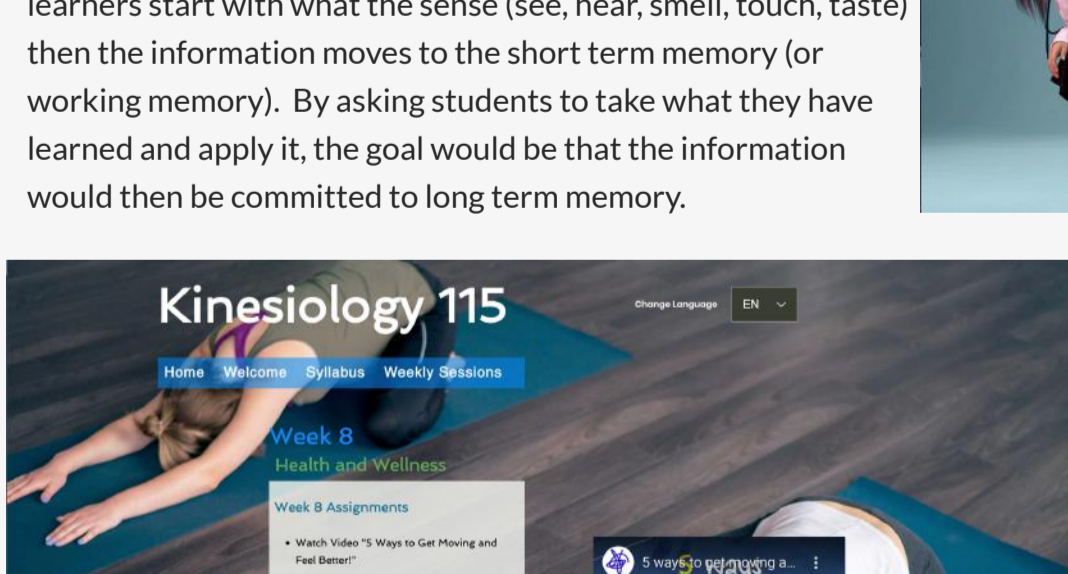 learners start with what the sense (see, hear, smell, touch, taste)
then the information moves to the short term memory (or
working memory).  By asking students to take what they have
learned and apply it, the goal would be that the information
would then be committed to long term memory.
Kinesiology 115
Change Language
EN
Home Welcome Syllabus Weekly Sessions
Week 8
Health and Wellness
Week 8 Assignments
• Watch Video "5 Ways to Get Moving and
Feel Better!"
5 ways to get moving a...
5 Ways